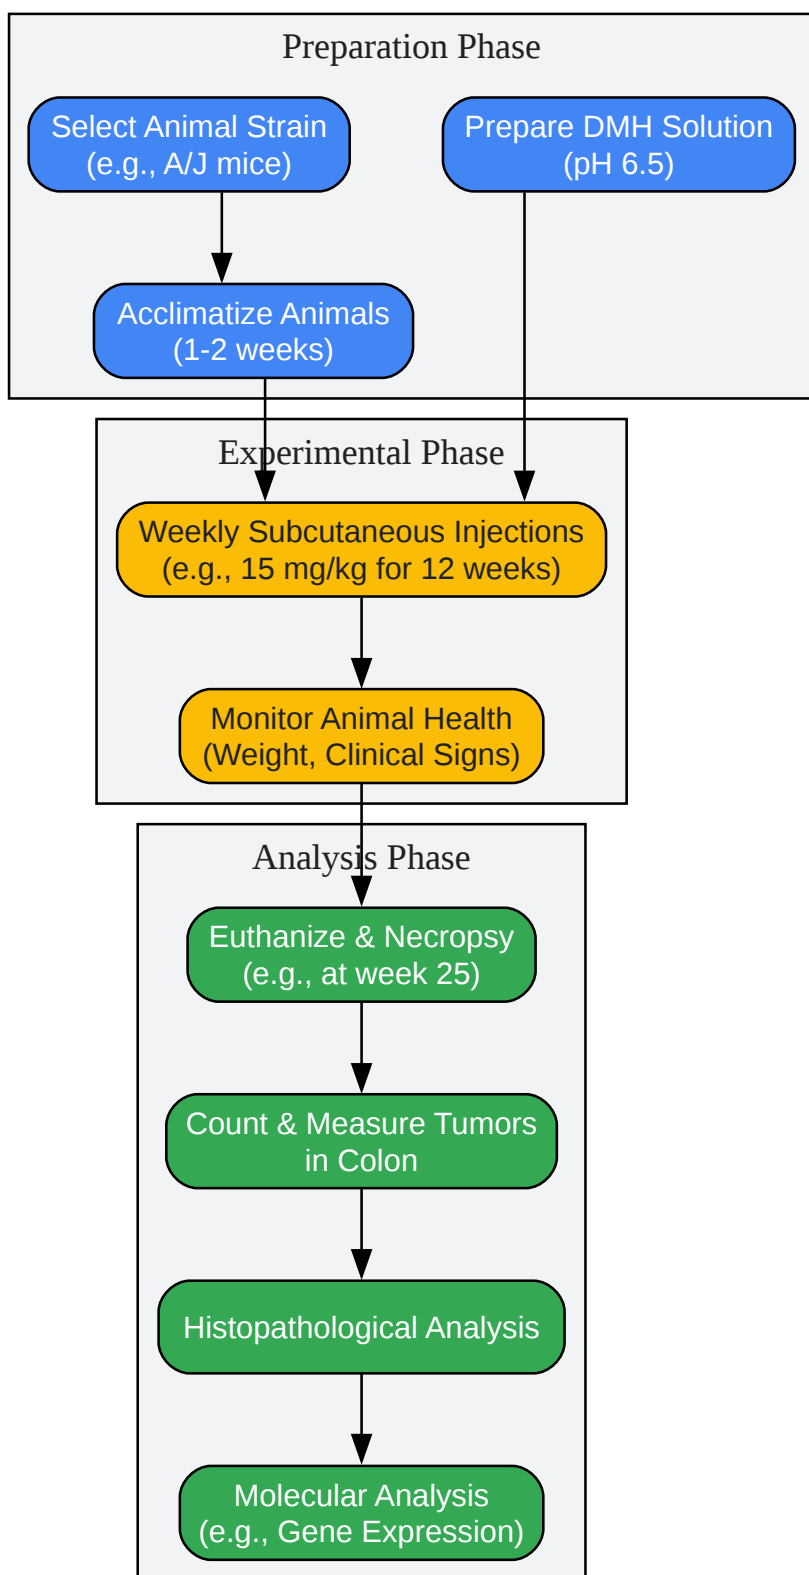 Preparation Phase
Select Animal Strain
(e.g., A/J mice)
Prepare DMH Solution
(pH 6.5)
Acclimatize Animals
(1-2 weeks)
Experimental Phase
Weekly Subcutaneous Injections
(e.g., 15 mg/kg for 12 weeks)
Monitor Animal Health
(Weight, Clinical Signs)
Analysis Phase
Euthanize & Necropsy
(e.g., at week 25)
Count & Measure Tumors
in Colon
Histopathological Analysis
Molecular Analysis
(e.g., Gene Expression)